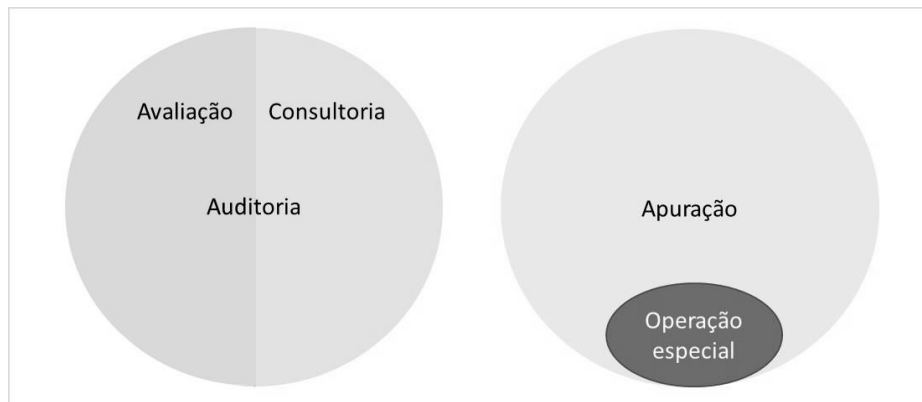 Avaliação
Consultoria
Auditoria
Apuração
Operação
especial